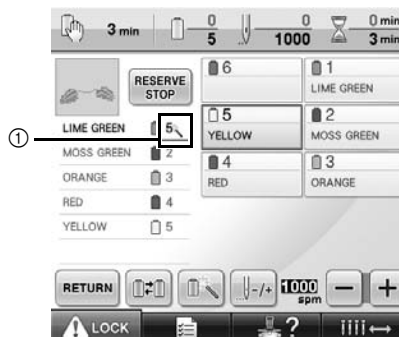 3 min 0 5 0 1000 0 min 3 min
RESERVE STOP
6
1 LIME GREEN
① LIME GREEN 5
5 YELLOW
2 MOSS GREEN
MOSS GREEN 2
ORANGE 3
4 RED
3 ORANGE
RED 4
YELLOW 5
RETURN -/+ 1000 spm − +
LOCK ?